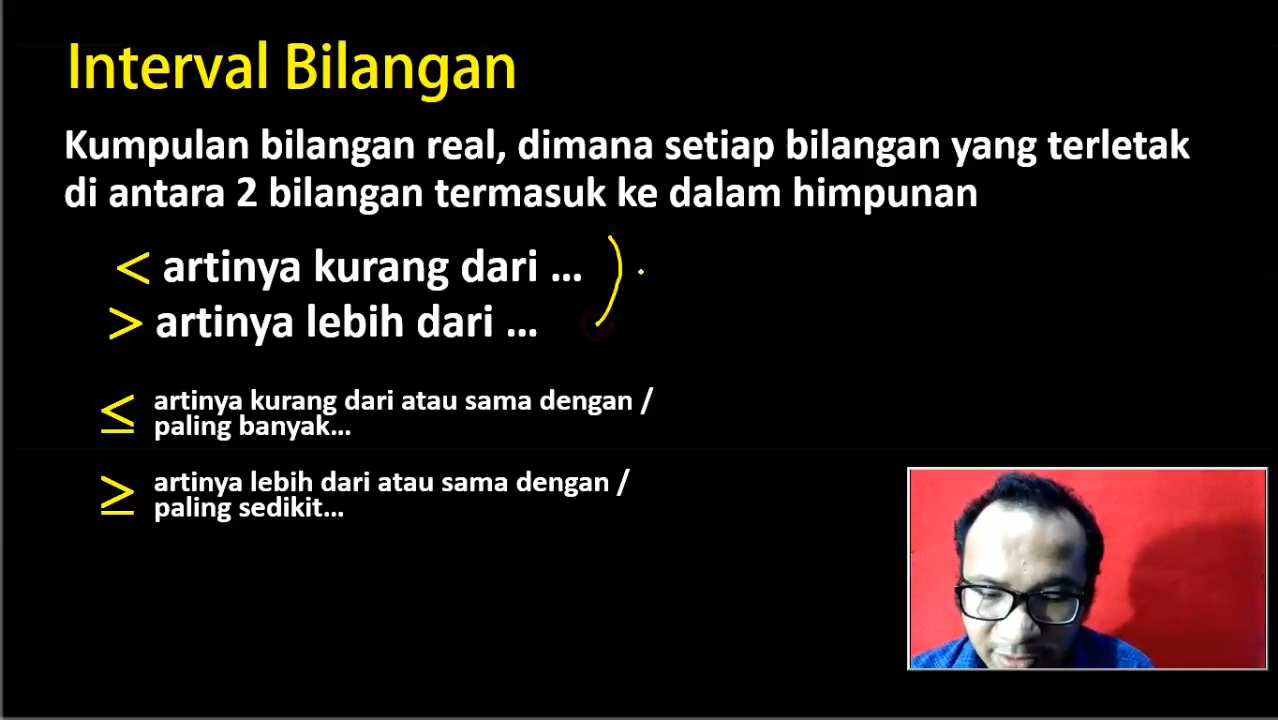 Interval Bilangan
Kumpulan bilangan real, dimana setiap bilangan yang terletak
di antara 2 bilangan termasuk ke dalam himpunan
< artinya kurang dari ...
> artinya lebih dari ...
≤ artinya kurang dari atau sama dengan /
paling banyak...
≥ artinya lebih dari atau sama dengan /
paling sedikit...